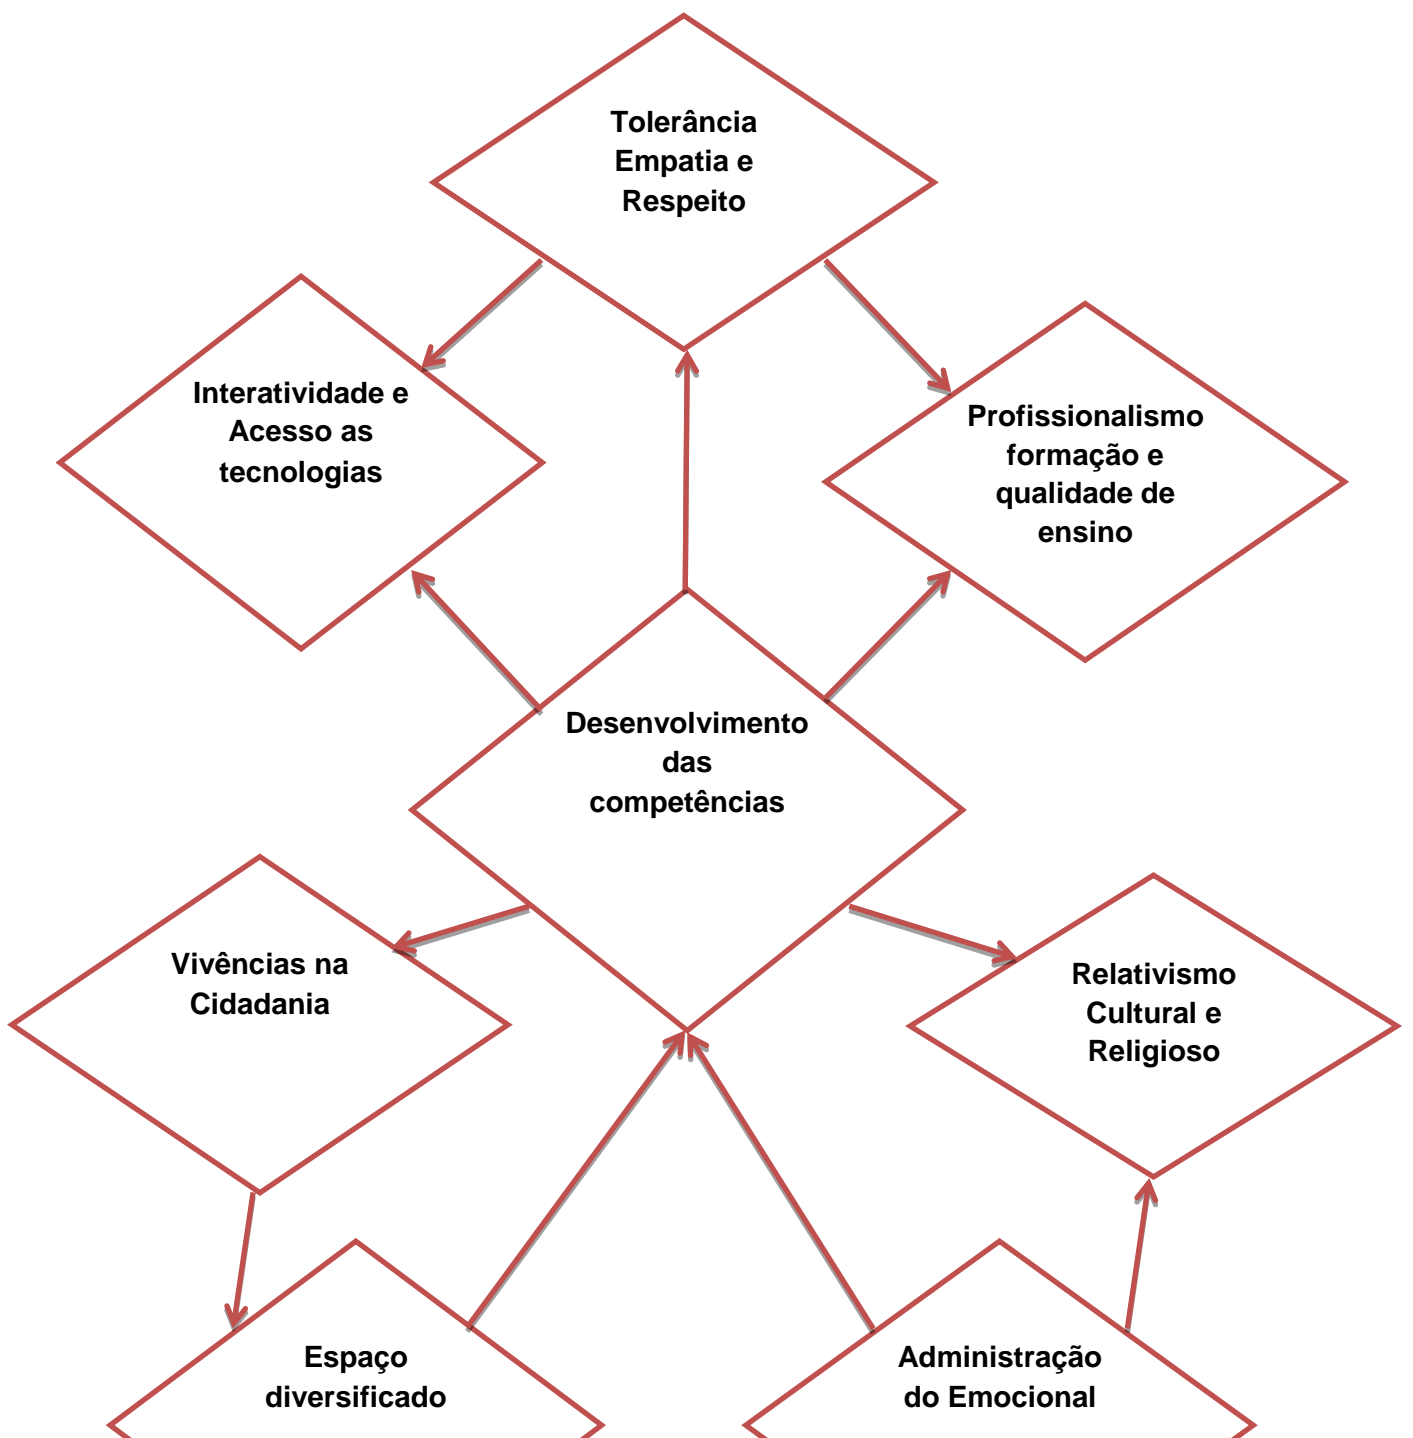 Tolerância
Empatia e
Respeito
Interatividade e
Acesso as
tecnologias
Profissionalismo
formação e
qualidade de
ensino
Desenvolvimento
das
competências
Vivências na
Cidadania
Relativismo
Cultural e
Religioso
Espaço
diversificado
Administração
do Emocional